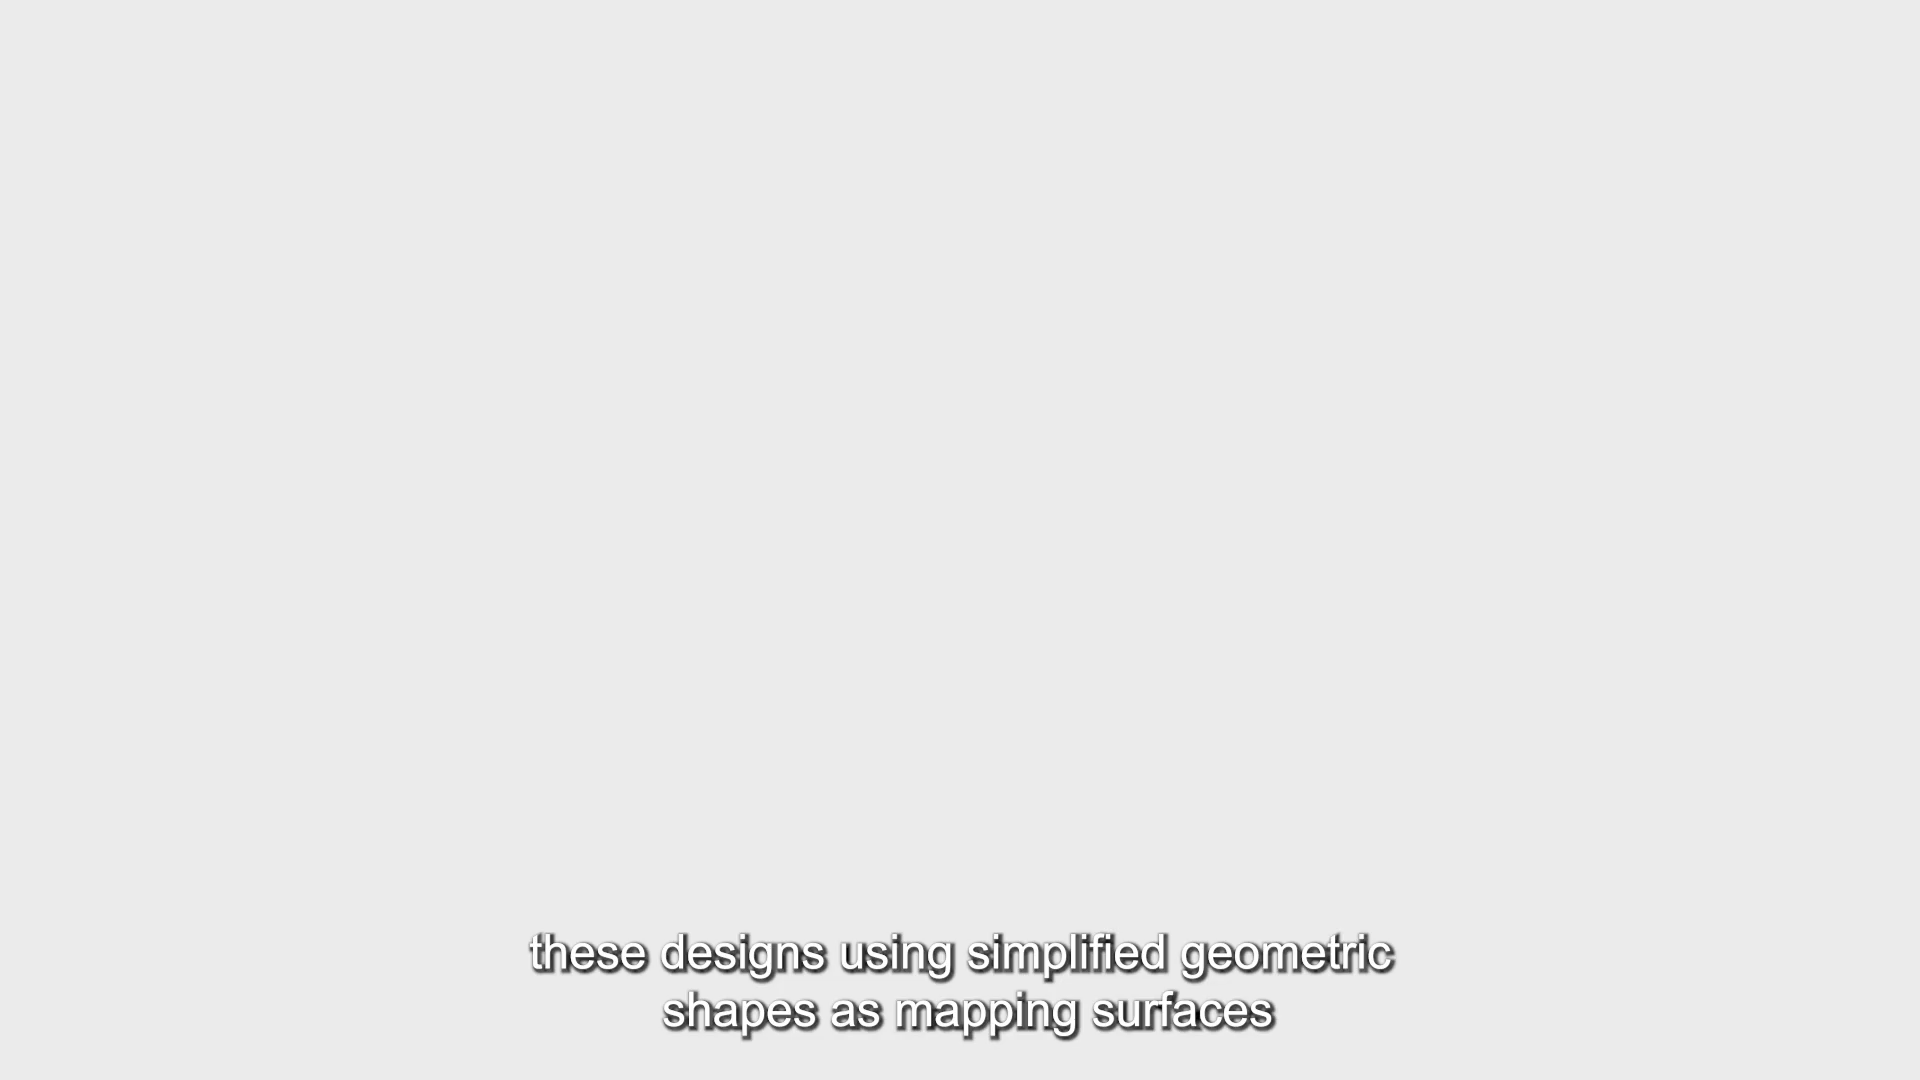 these designs using simplified geometric
shapes as mapping surfaces